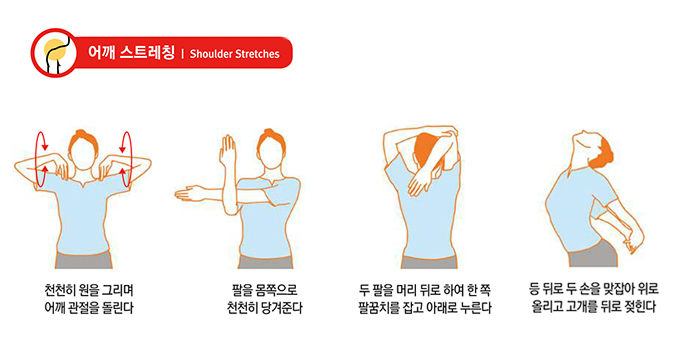 어깨 스트레칭 | Shoulder Stretches
천천히 원을 그리며
어깨 관절을 돌린다
팔을 몸쪽으로
천천히 당겨준다
두 팔을 머리 뒤로 하여 한 쪽
팔꿈치를 잡고 아래로 누른다
등 뒤로 두 손을 맞잡아 위로
올리고 고개를 뒤로 젖힌다